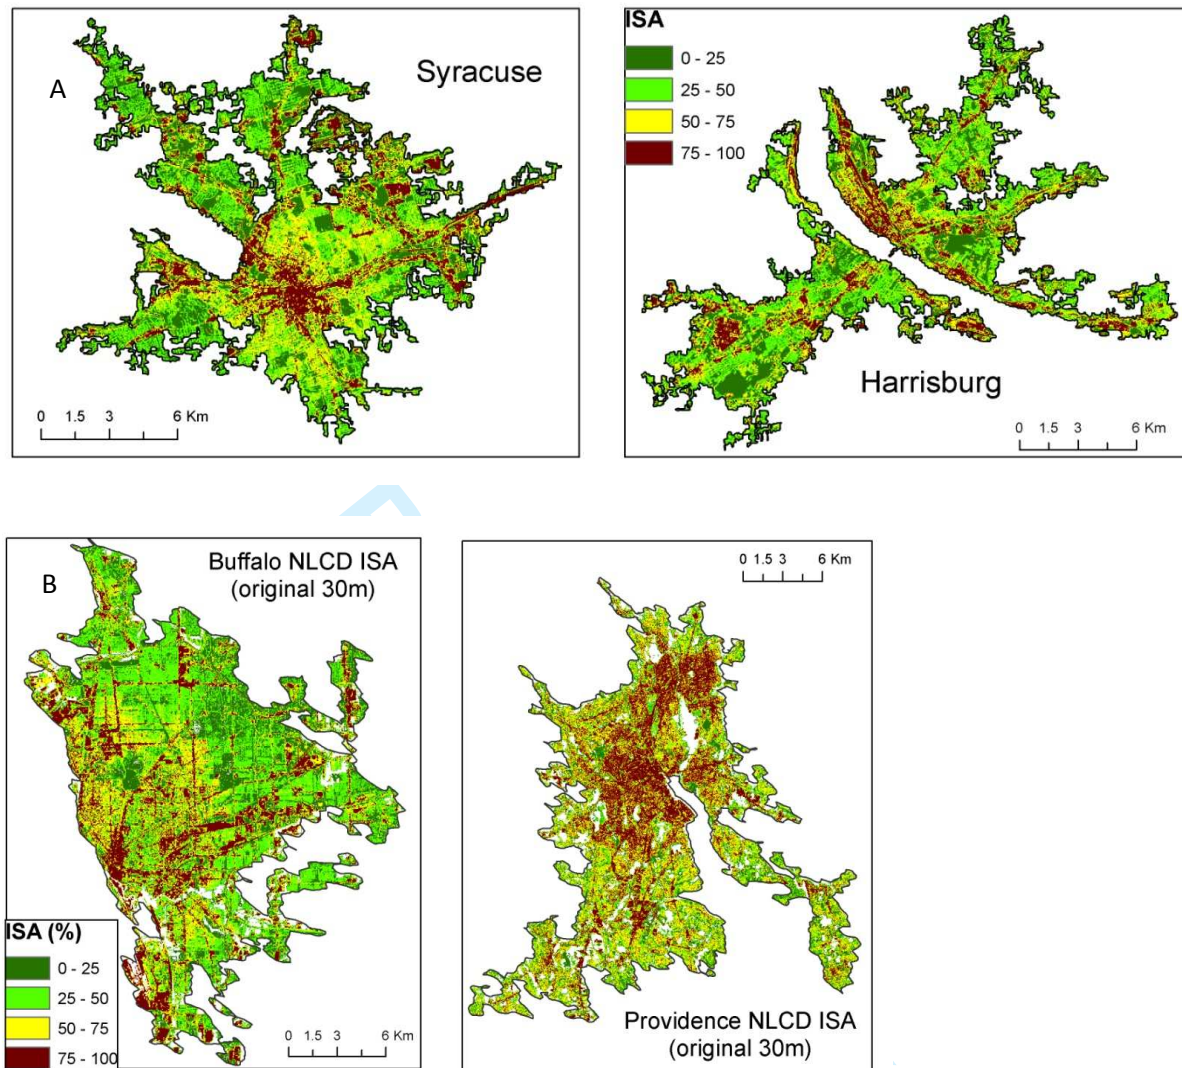 A
Syracuse
0 1.5 3 6 Km
ISA
0 - 25
25 - 50
50 - 75
75 - 100
Harrisburg
0 1.5 3 6 Km
B
Buffalo NLCD ISA
(original 30m)
ISA (%)
0 - 25
25 - 50
50 - 75
75 - 100
0 1.5 3 6 Km
0 1.5 3 6 Km
Providence NLCD ISA
(original 30m)